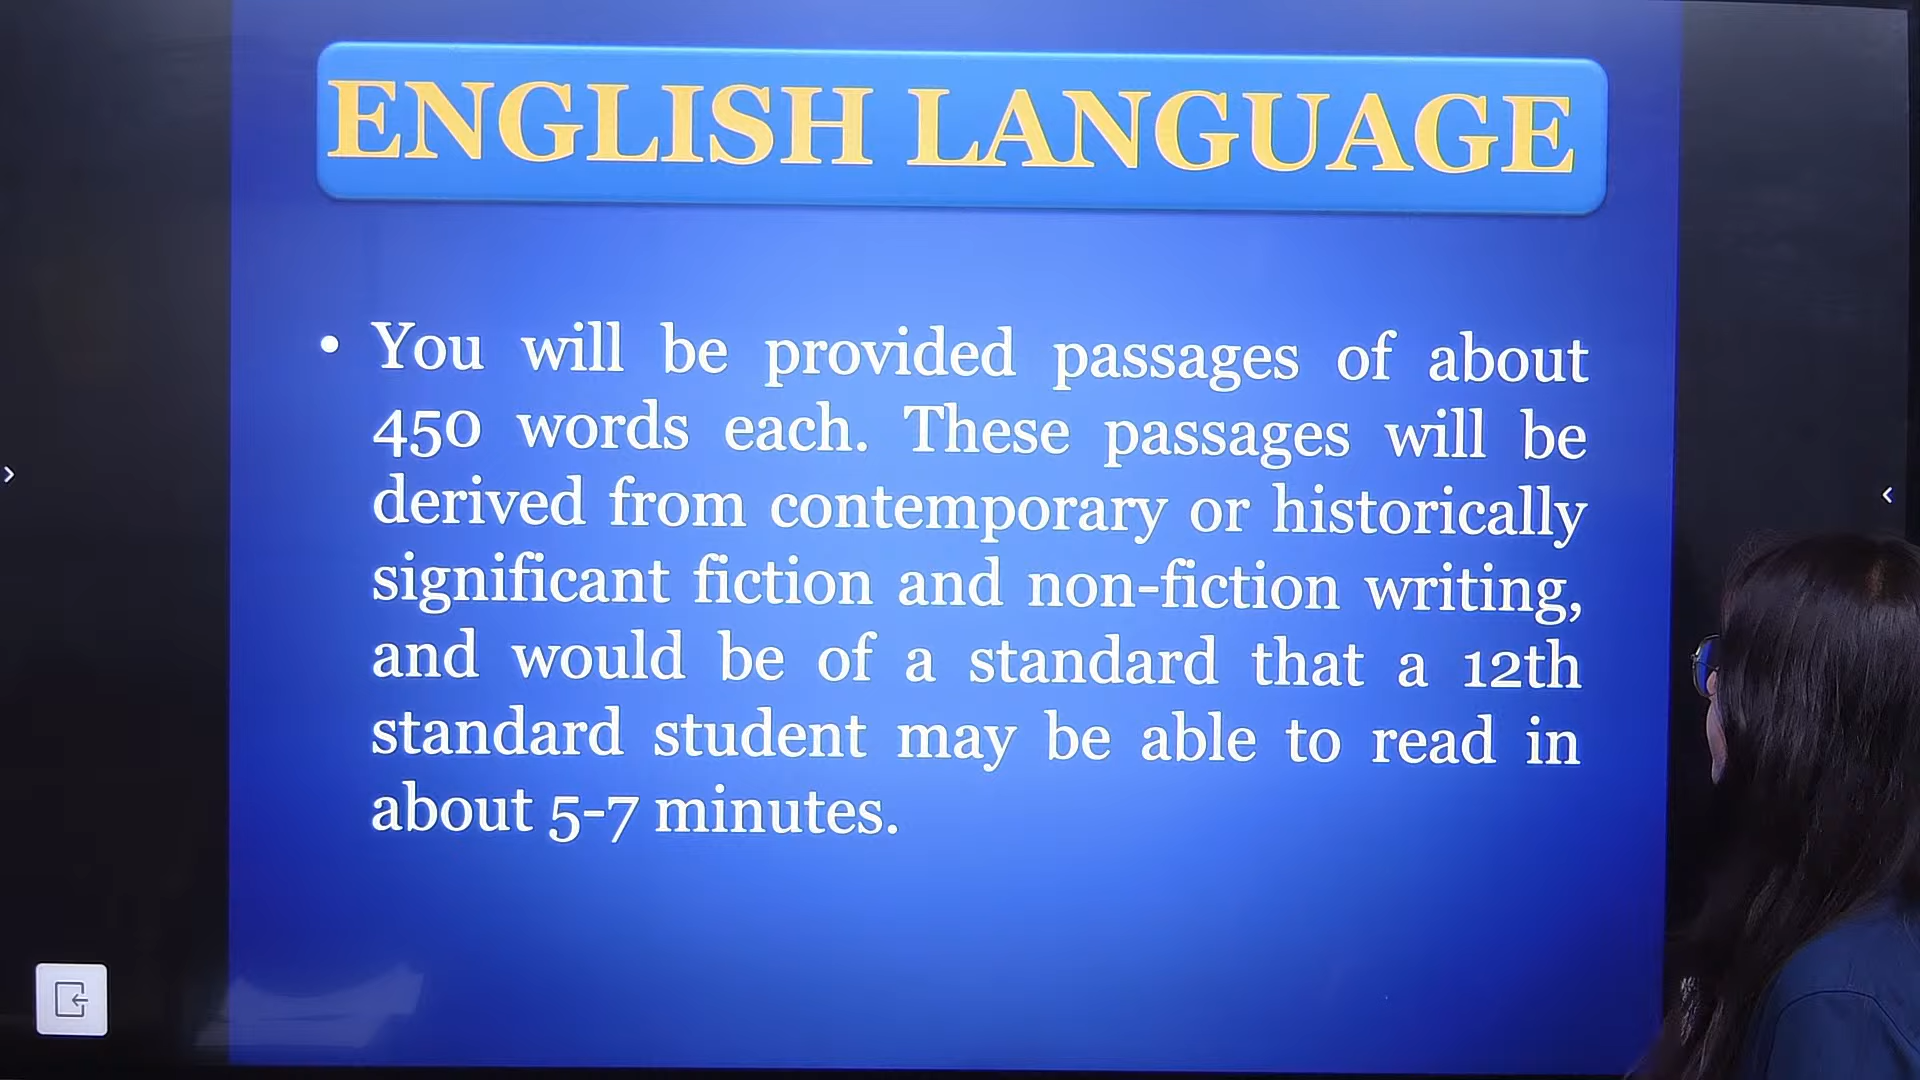 ENGLISH LANGUAGE
• You will be provided passages of about
450 words each. These passages will be
derived from contemporary or historically
significant fiction and non-fiction writing,
and would be of a standard that a 12th
standard student may be able to read in
about 5-7 minutes.